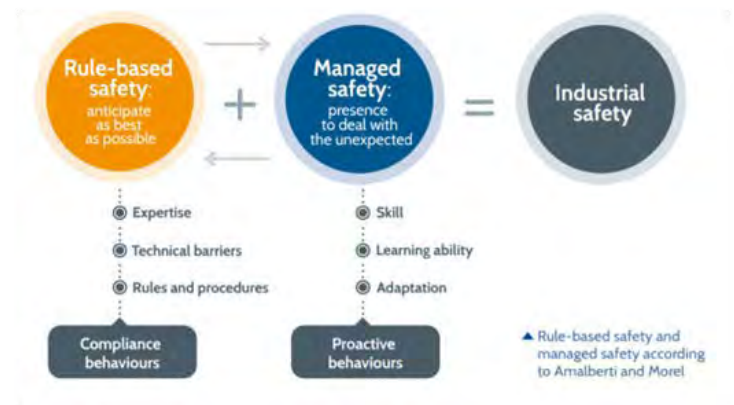 Rule-based
safety:
anticipate
as best
as possible
+
Managed
safety:
presence
to deal with
the unexpected
=
Industrial
safety
Expertise
Technical barriers
Rules and procedures
Compliance
behaviours
Skill
Learning ability
Adaptation
Proactive
behaviours
Rule-based safety and
managed safety according
to Amalberti and Morel